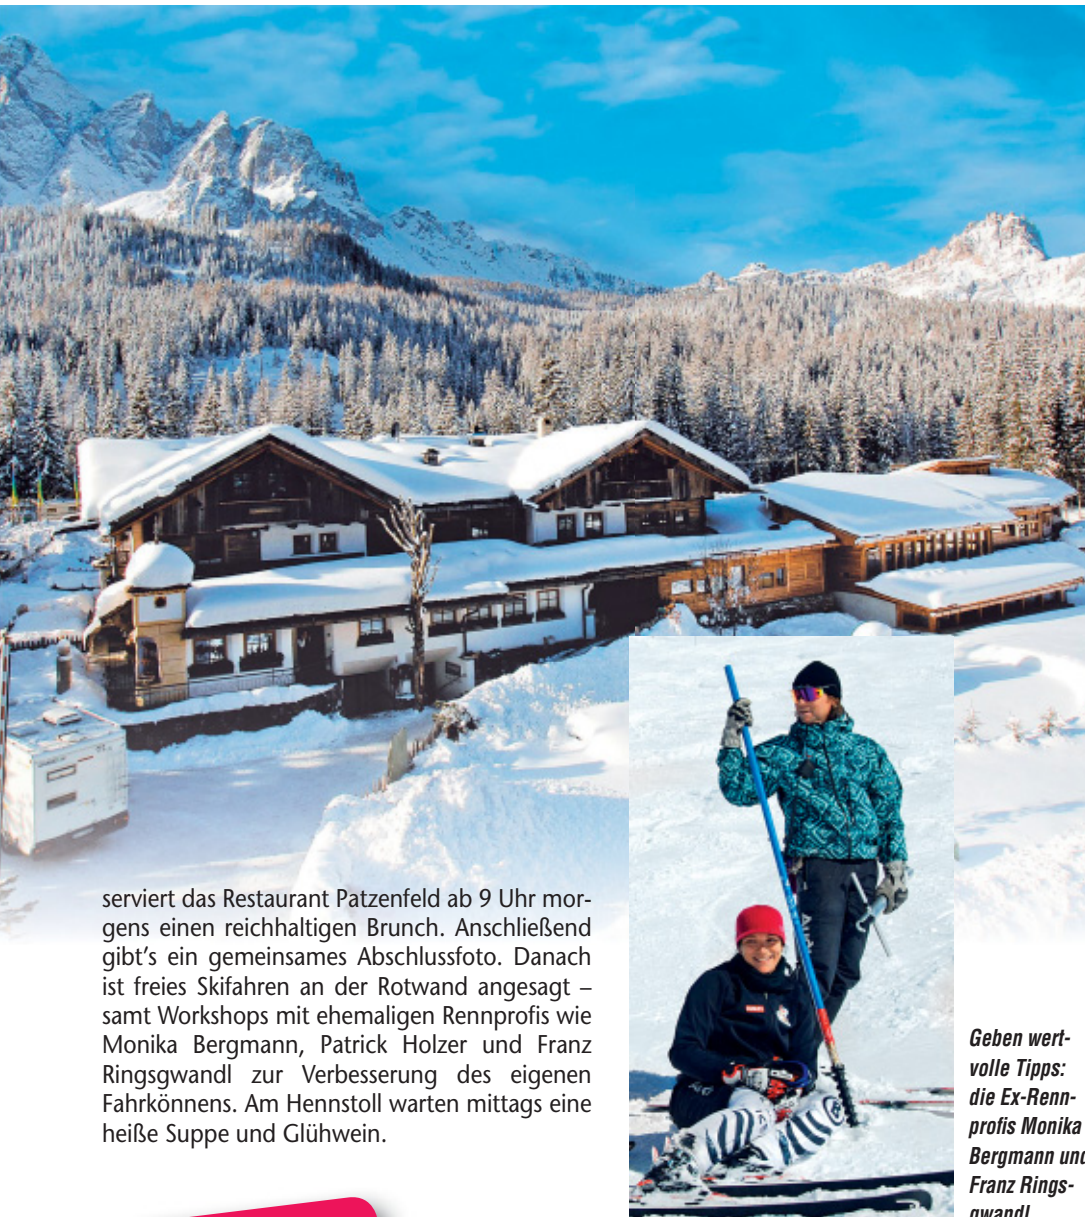 serviert das Restaurant Patzenfeld ab 9 Uhr mor-
gens einen reichhaltigen Brunch. Anschließend
gibt's ein gemeinsames Abschlussfoto. Danach
ist freies Skifahren an der Rotwand angesagt –
samt Workshops mit ehemaligen Rennprofis wie
Monika Bergmann, Patrick Holzer und Franz
Ringsgwandl zur Verbesserung des eigenen
Fahrkönnens. Am Hennstoll warten mittags eine
heiße Suppe und Glühwein.
Geben wert-
volle Tipps:
die Ex-Renn-
profis Monika
Bergmann und
Franz Rings-
gwandl